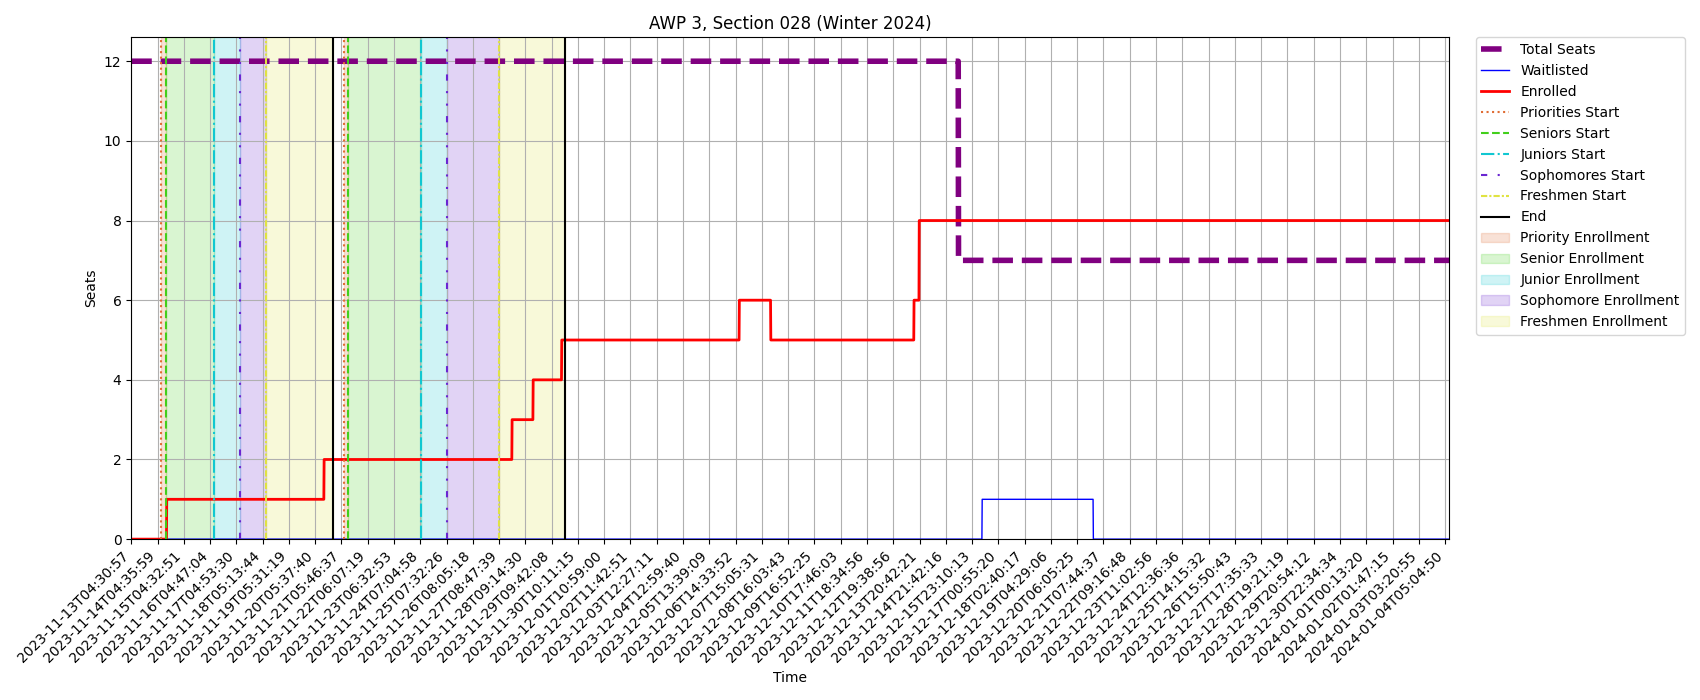 AWP 3, Section 028 (Winter 2024)
12
10
8
6
4
2
0
Seats
2023-11-13T04:30:57
2023-11-14T04:35:59
2023-11-15T04:32:51
2023-11-16T04:47:04
2023-11-17T04:53:30
2023-11-18T05:13:44
2023-11-19T05:31:19
2023-11-20T05:37:40
2023-11-21T05:46:37
2023-11-22T06:07:19
2023-11-23T06:32:53
2023-11-24T07:04:58
2023-11-25T07:32:26
2023-11-26T08:05:18
2023-11-27T08:47:39
2023-11-28T09:14:30
2023-11-29T09:42:08
2023-11-30T10:11:15
2023-12-01T10:59:00
2023-12-02T11:42:51
2023-12-03T12:27:11
2023-12-04T12:59:40
2023-12-05T13:39:09
2023-12-06T14:33:52
2023-12-07T15:05:31
2023-12-08T16:03:43
2023-12-09T16:52:25
2023-12-10T17:46:03
2023-12-11T18:34:56
2023-12-12T19:38:56
2023-12-13T20:42:21
2023-12-14T21:42:16
2023-12-15T23:10:13
2023-12-17T00:55:20
2023-12-18T02:40:17
2023-12-19T04:29:06
2023-12-20T06:05:25
2023-12-21T07:44:37
2023-12-22T09:16:48
2023-12-23T11:02:56
2023-12-24T12:36:36
2023-12-25T14:15:32
2023-12-26T15:50:43
2023-12-27T17:35:33
2023-12-28T19:21:19
2023-12-29T20:54:12
2023-12-30T22:34:34
2024-01-01T00:13:20
2024-01-02T01:47:15
2024-01-03T03:20:55
2024-01-04T05:04:50
Time
Total Seats
Waitlisted
Enrolled
Priorities Start
Seniors Start
Juniors Start
Sophomores Start
Freshmen Start
End
Priority Enrollment
Senior Enrollment
Junior Enrollment
Sophomore Enrollment
Freshmen Enrollment